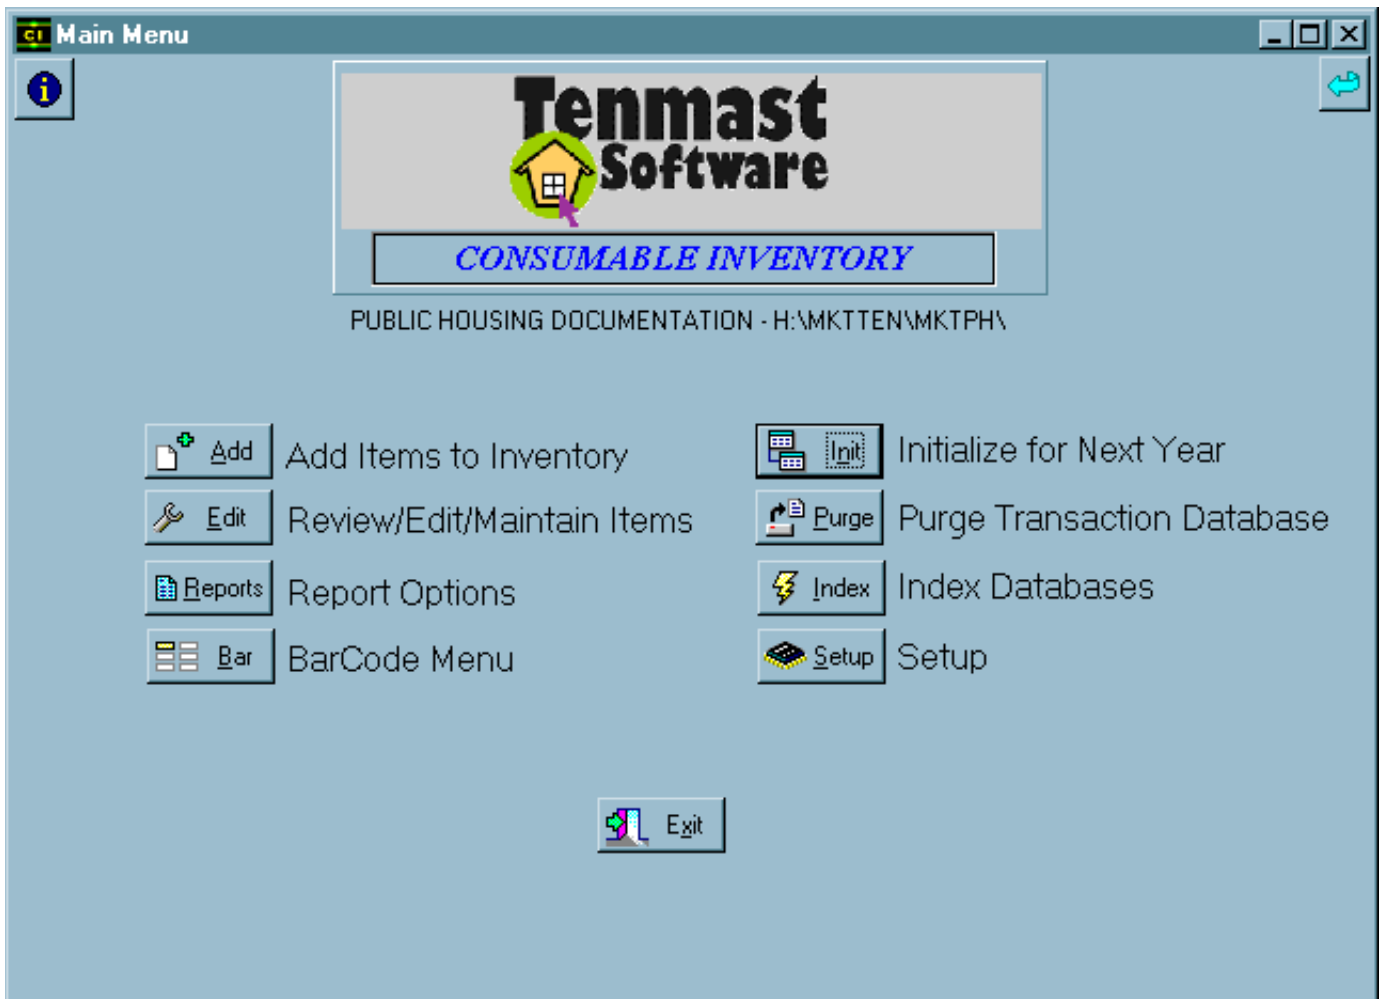 CI Main Menu
Tenmast
Software
CONSUMABLE INVENTORY
PUBLIC HOUSING DOCUMENTATION - H:\MKTTEN\MKTPH\
Add Add Items to Inventory
Init Initialize for Next Year
Edit Review/Edit/Maintain Items
Purge Purge Transaction Database
Reports Report Options
Index Index Databases
Bar BarCode Menu
Setup Setup
Exit